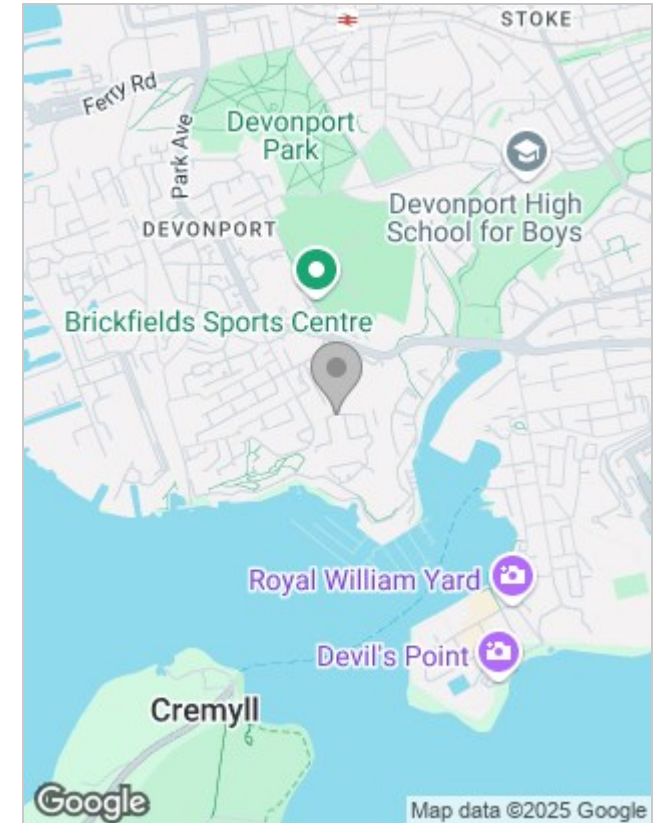 STOKE
Ferry Rd
Devonport
Park
Park Ave
Devonport High
School for Boys
DEVONPORT
Brickfields Sports Centre
Royal William Yard
Devil's Point
Cremyll
Google
Map data ©2025 Google